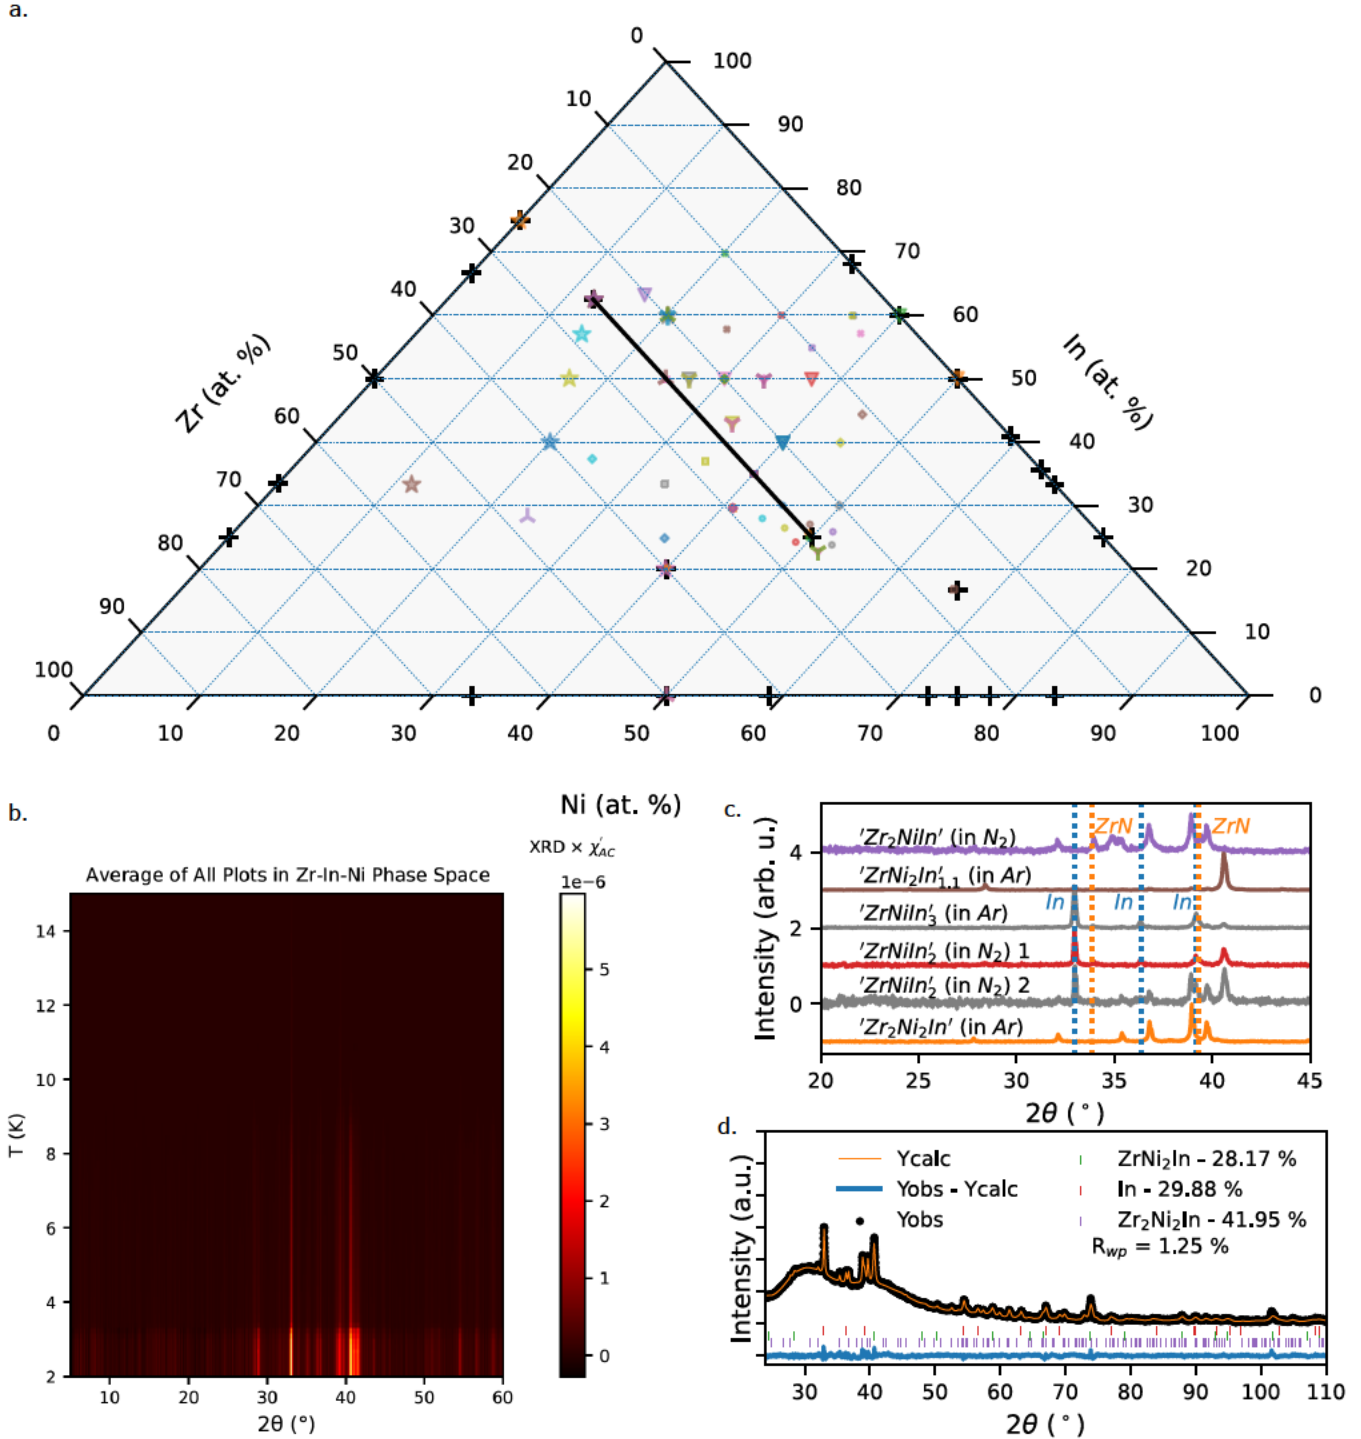 a.
0
100
10
90
20
80
30
70
40
60
50
50
60
40
70
30
80
20
90
10
100
0
Zr (at. %)
In (at. %)
0
10
20
30
40
50
60
70
80
90
100
Ni (at. %)
b.
Average of All Plots in Zr-In-Ni Phase Space
XRD × χ′AC
1e−6
14
12
10
8
6
4
2
T (K)
10
20
30
40
50
60
2θ (°)
5
4
3
2
1
0
c.
'Zr₂NiIn' (in N₂)
ZrN
ZrN
'ZrNi₂In'₁.₁ (in Ar)
In
In
In
'ZrNiIn'₃ (in Ar)
'ZrNiIn'₂ (in N₂) 1
'ZrNiIn'₂ (in N₂) 2
'Zr₂Ni₂In' (in Ar)
4
2
0
Intensity (arb. u.)
20
25
30
35
40
45
2θ (°)
d.
Ycalc
Yobs - Ycalc
Yobs
ZrNi₂In - 28.17 %
In - 29.88 %
Zr₂Ni₂In - 41.95 %
Rwp = 1.25 %
Intensity (a.u.)
30
40
50
60
70
80
90
100
110
2θ (°)